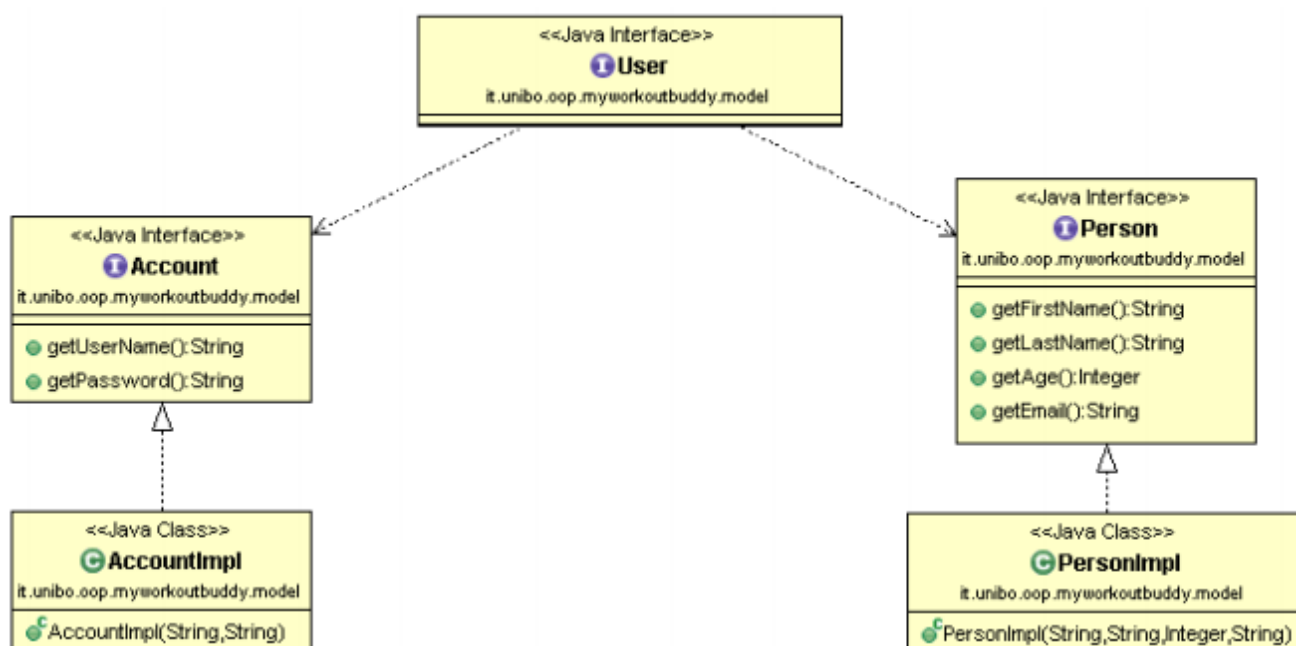 <<Java Interface>>
User
it.unibo.oop.myworkoutbuddy.model
<<Java Interface>>
Account
it.unibo.oop.myworkoutbuddy.model
getUserName():String
getPassword():String
<<Java Interface>>
Person
it.unibo.oop.myworkoutbuddy.model
getFirstName():String
getLastName():String
getAge():Integer
getEmail():String
<<Java Class>>
AccountImpl
it.unibo.oop.myworkoutbuddy.model
AccountImpl(String,String)
<<Java Class>>
PersonImpl
it.unibo.oop.myworkoutbuddy.model
PersonImpl(String,String,Integer,String)